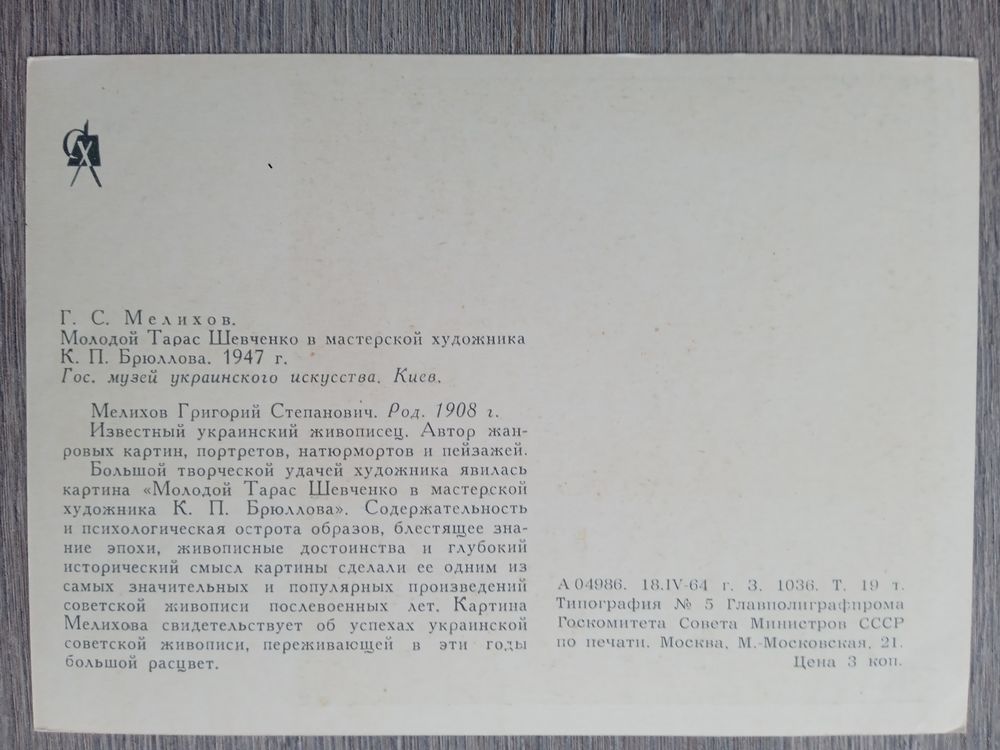 СХ
Г. С. Мелихов.
Молодой Тарас Шевченко в мастерской художника
К. П. Брюллова. 1947 г.
Гос. музей украинского искусства. Киев.
Мелихов Григорий Степанович. Род. 1908 г.
Известный украинский живописец. Автор жан-
ровых картин, портретов, натюрмортов и пейзажей.
Большой творческой удачей художника явилась
картина «Молодой Тарас Шевченко в мастерской
художника К. П. Брюллова». Содержательность
и психологическая острота образов, блестящее зна-
ние эпохи, живописные достоинства и глубокий
исторический смысл картины сделали ее одним из
самых значительных и популярных произведений
советской живописи послевоенных лет. Картина
Мелихова свидетельствует об успехах украинской
советской живописи, переживающей в эти годы
большой расцвет.
А 04986. 18.IV-64 г. З. 1036. Т. 19 т.
Типография № 5 Главполиграфпрома
Госкомитета Совета Министров СССР
по печати. Москва, М.-Московская, 21.
Цена 3 коп.